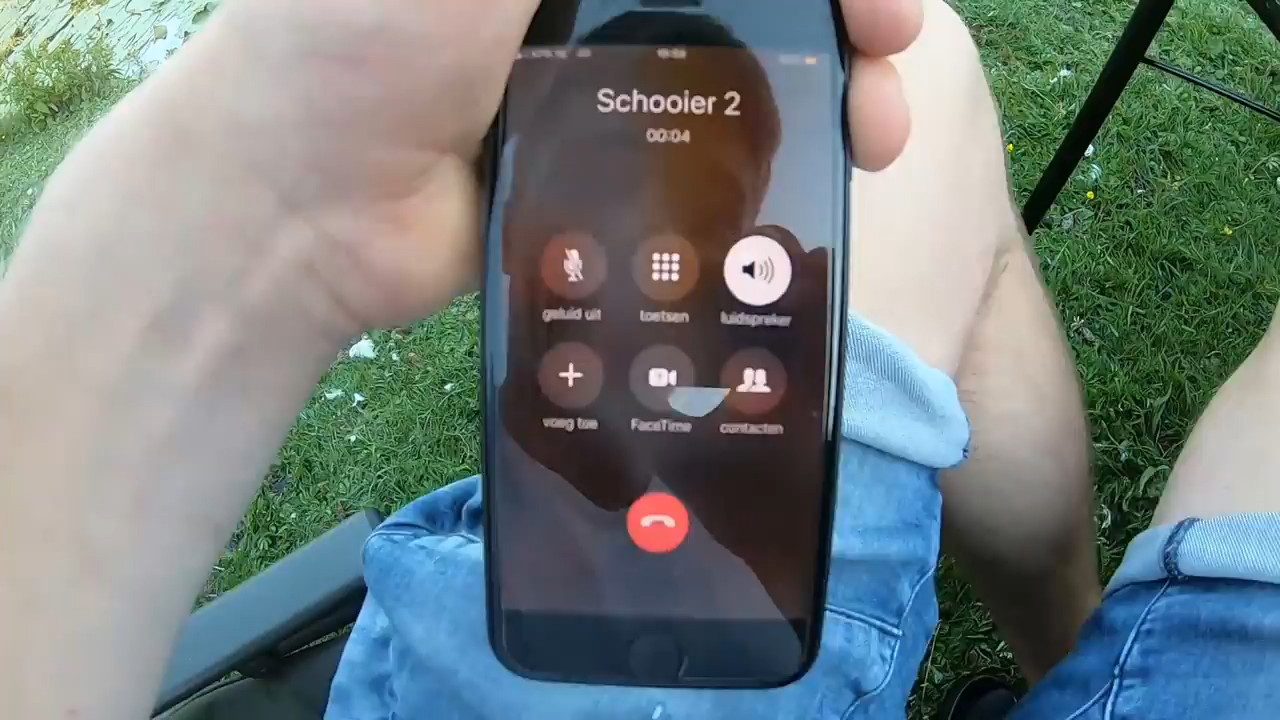 Schooier 2
00:04
geluid uit toetsen luidspreker
voeg toe FaceTime contacten